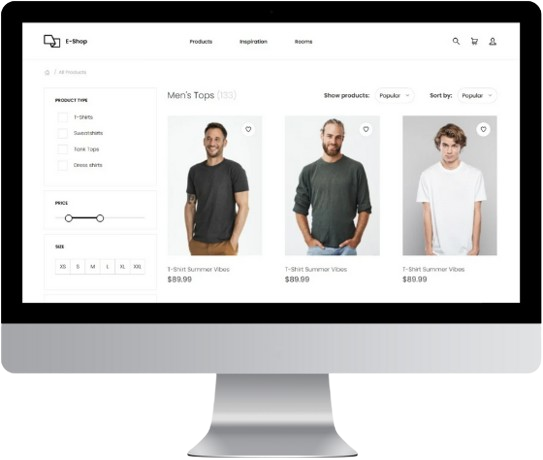 E-Shop
Products Inspiration Rooms
/ All Products
PRODUCT TYPE
T-Shirts
Sweatshirts
Tank Tops
Dress shirts
PRICE
SIZE
XS S M L XL XXL
Men's Tops (133)
Show products: Popular
Sort by: Popular
T-Shirt Summer Vibes
$89.99
T-Shirt Summer Vibes
$89.99
T-Shirt Summer Vibes
$89.99